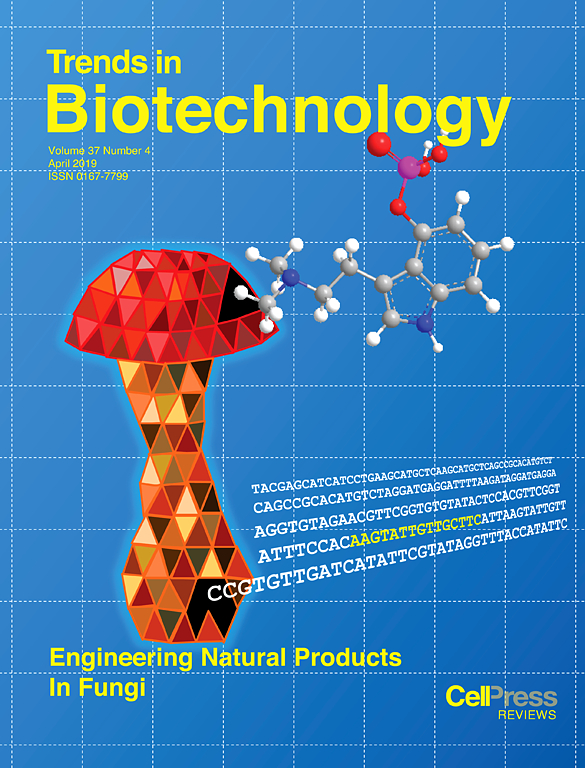 Trends in
Biotechnology
Volume 37 Number 4
April 2019
ISSN 0167-7799
TACGAGCATCATCCTGAAGCATGCTCAAGCATGCTCAGCCGCACATGTCT
CAGCCGCACATGTCTAGGATGAGGATTTTAAGATAGGATGAGGA
AGGTGTAGAACGTTCGGTGTGTATACTCCACGTTCGGT
ATTTCCACAAGTATTGTTGCTTCATTAAGTATTGTT
CCGTGTTGATCATATTCGTATAGGTTTACCATATTC
Engineering Natural Products
In Fungi
CellPress
REVIEWS